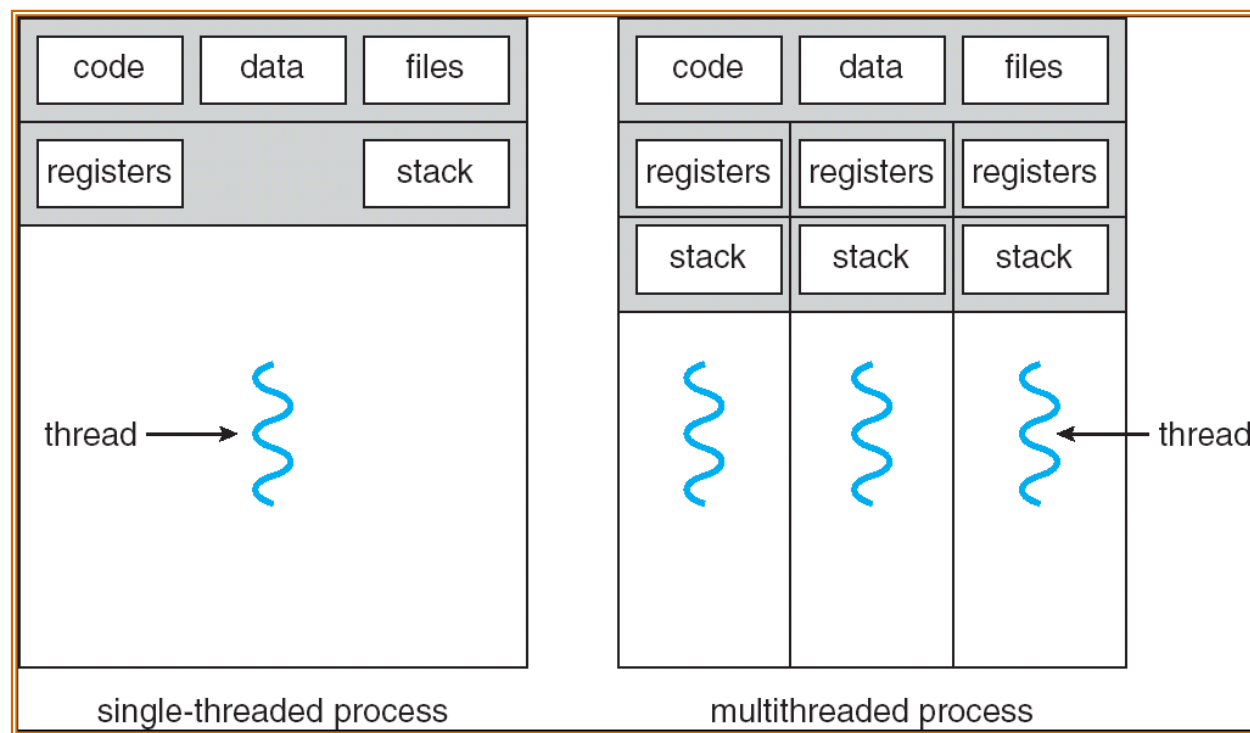 code data files code data files
registers stack registers registers registers
stack stack stack
thread thread
single-threaded process multithreaded process